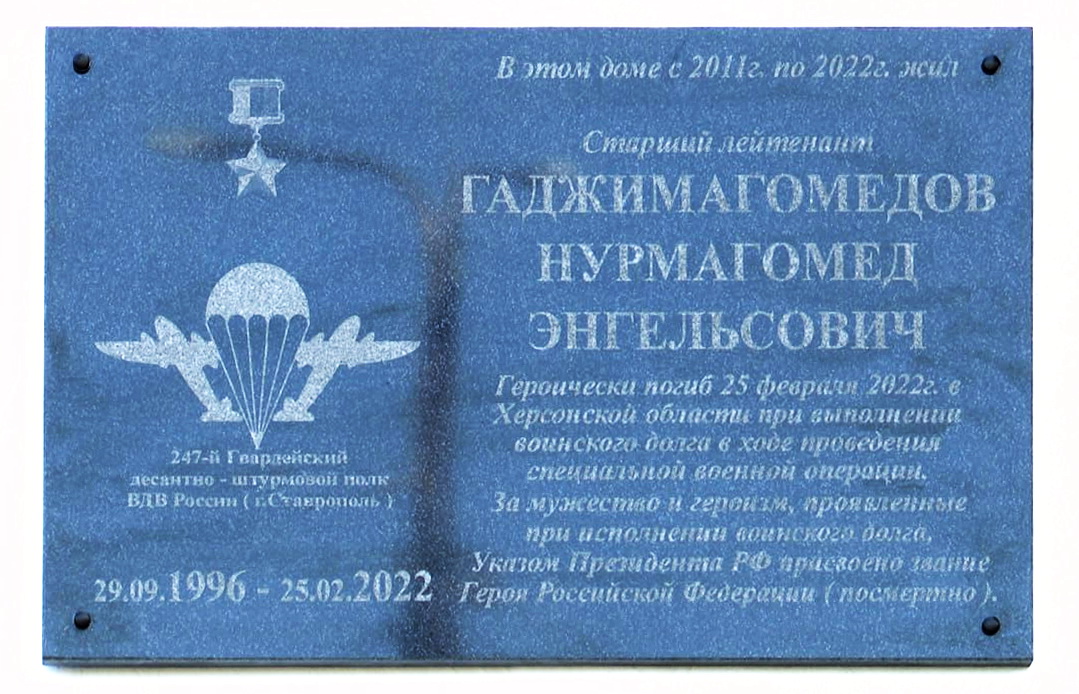 В этом доме с 2011г. по 2022г. жил
Старший лейтенант
ГАДЖИМАГОМЕДОВ
НУРМАГОМЕД
ЭНГЕЛЬСОВИЧ
Героически погиб 25 февраля 2022г. в
Херсонской области при выполнении
воинского долга в ходе проведения
специальной военной операции.
За мужество и героизм, проявленные
при исполнении воинского долга,
Указом Президента РФ присвоено звание
Героя Российской Федерации ( посмертно ).
247-й Гвардейский
десантно - штурмовой полк
ВДВ России ( г.Ставрополь )
29.09.1996 - 25.02.2022